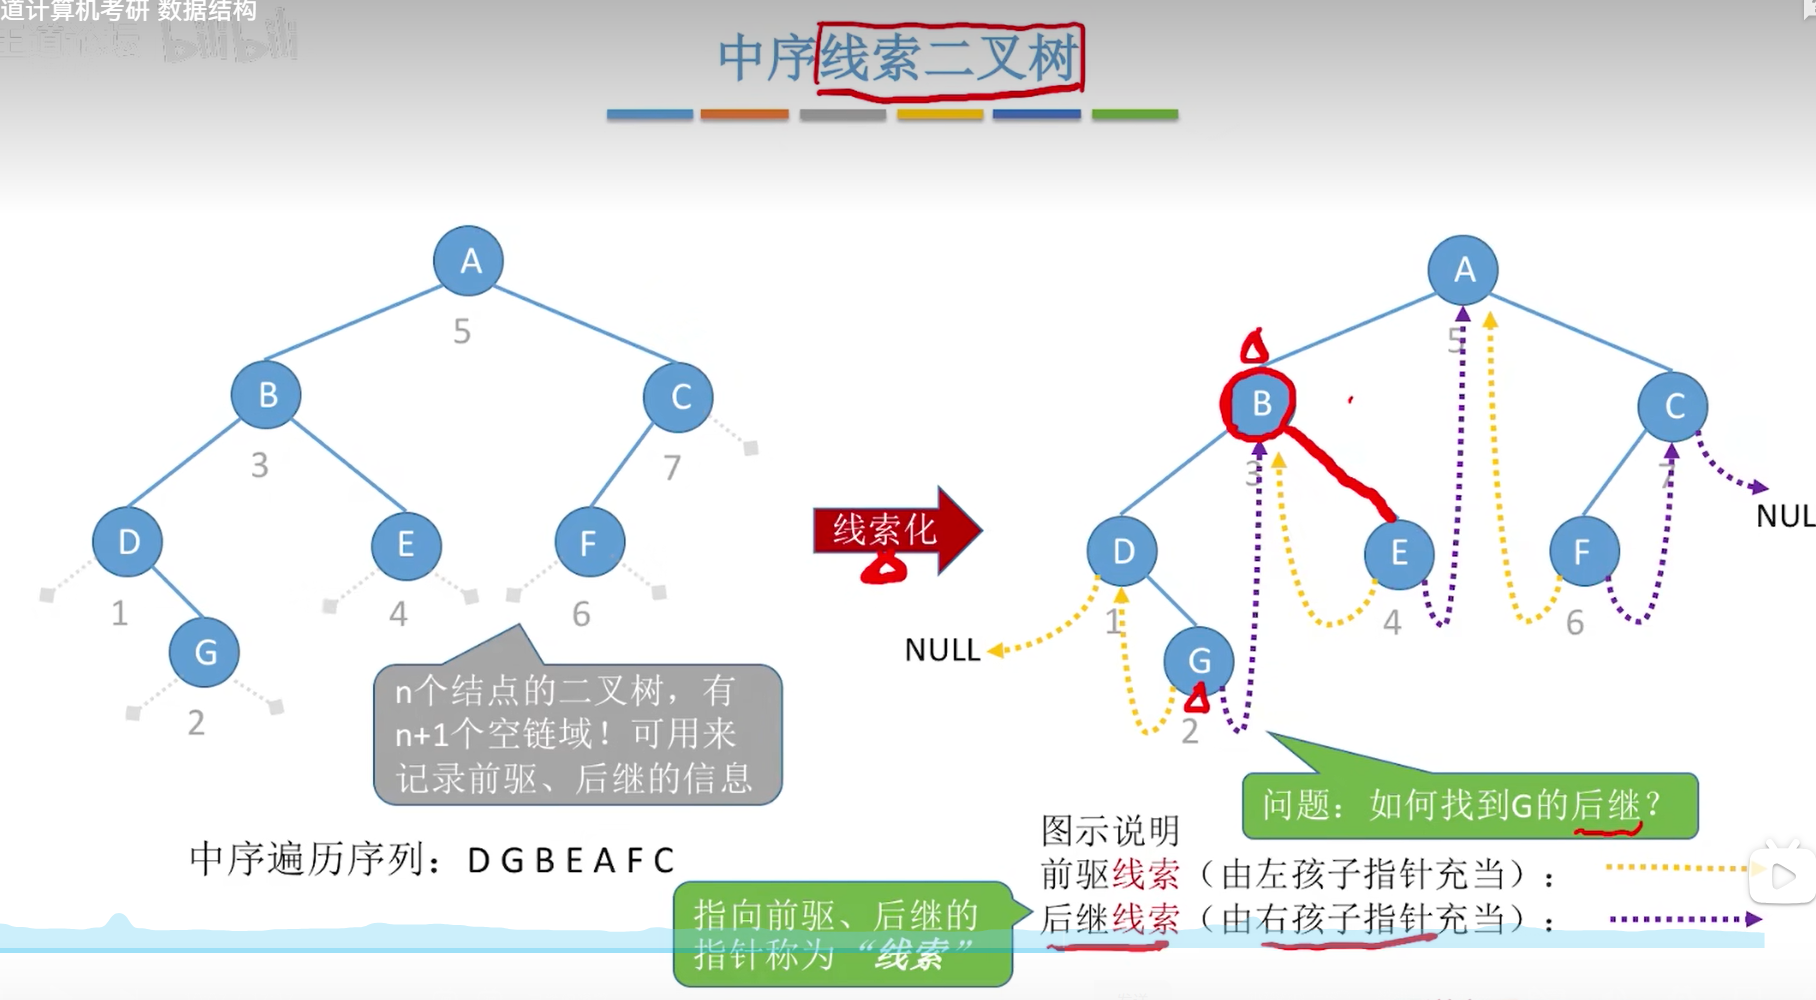 道计算机考研 数据结构
bilibili
中序线索二叉树
A
5
B
C
3
7
D
E
F
1
4
6
G
2
n个结点的二叉树，有
n+1个空链域！可用来
记录前驱、后继的信息
中序遍历序列：D G B E A F C
线索化
A
5
B
C
3
7
NUL
D
E
F
1
4
6
NULL
G
2
问题：如何找到G的后继？
图示说明
前驱线索（由左孩子指针充当）：
后继线索（由右孩子指针充当）：
指向前驱、后继的
指针称为“线索”